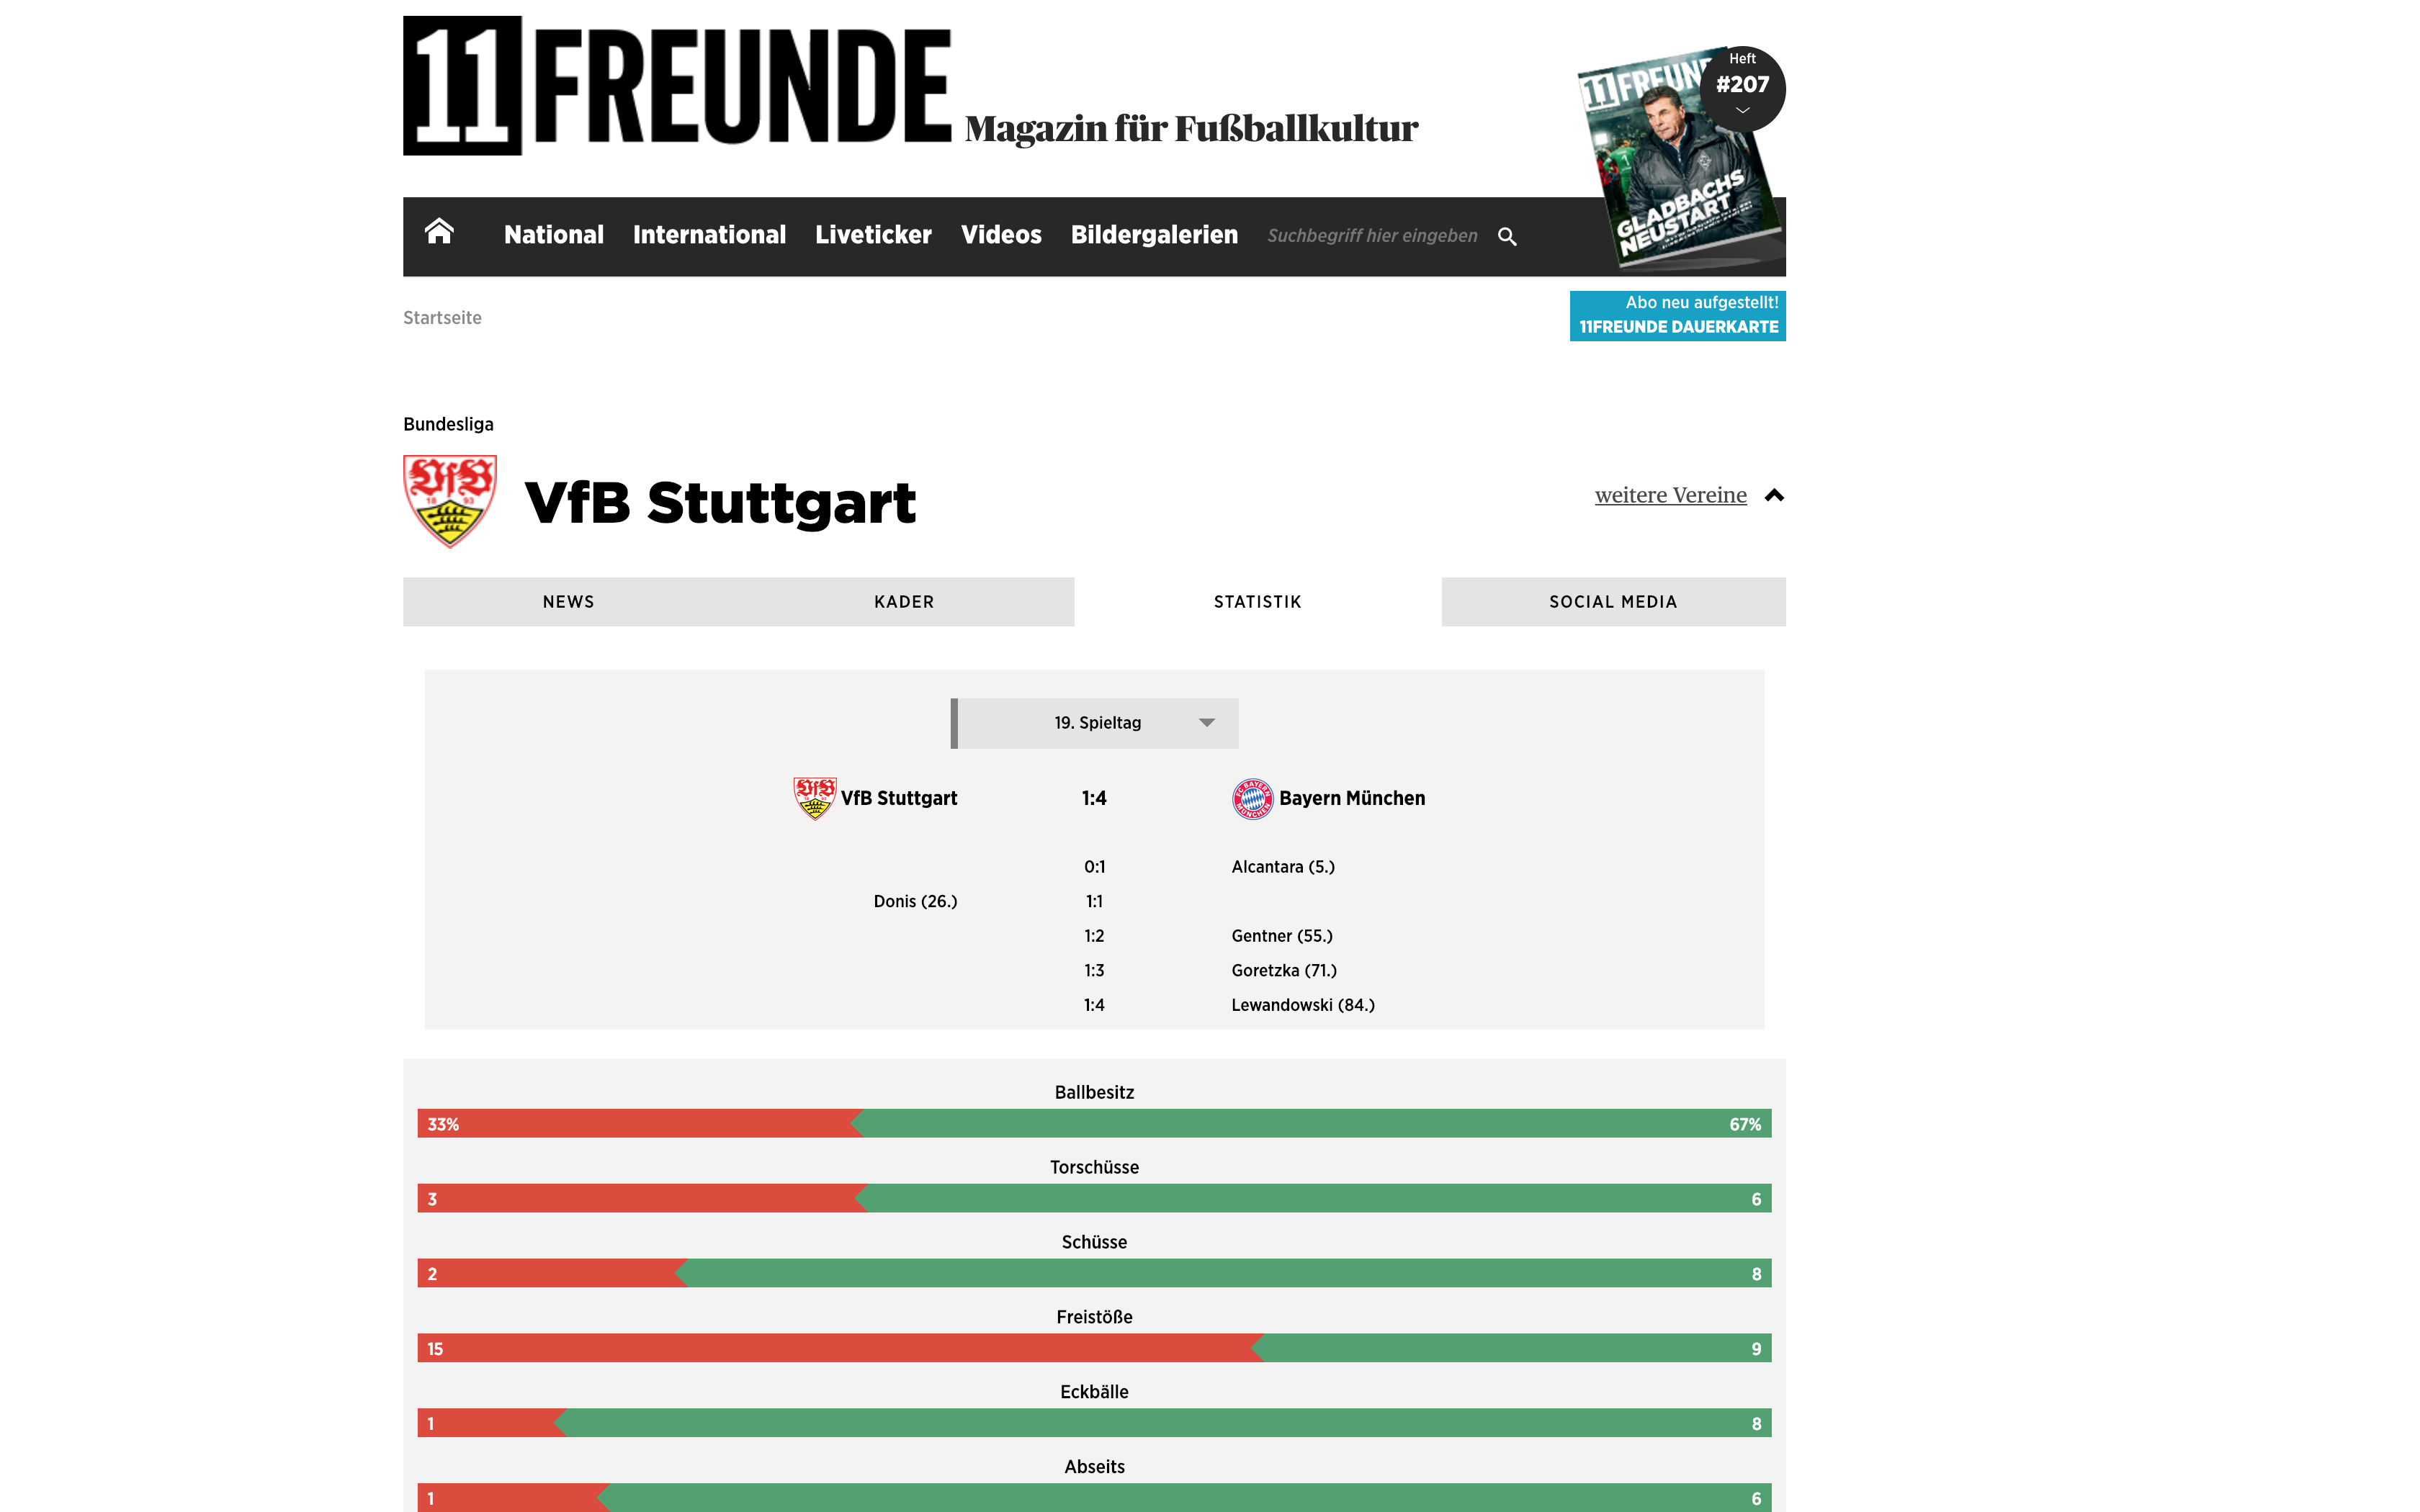 11FREUNDE
Magazin für Fußballkultur
11FREUNDE
Heft
#207
GLADBACHS
NEUSTART
National International Liveticker Videos Bildergalerien Suchbegriff hier eingeben
Startseite
Abo neu aufgestellt!
11FREUNDE DAUERKARTE
Bundesliga
VfB
18 93
VfB Stuttgart
weitere Vereine
NEWS KADER STATISTIK SOCIAL MEDIA
19. Spieltag
VfB Stuttgart 1:4 Bayern München
0:1 Alcantara (5.)
Donis (26.) 1:1
1:2 Gentner (55.)
1:3 Goretzka (71.)
1:4 Lewandowski (84.)
Ballbesitz
33% 67%
Torschüsse
3 6
Schüsse
2 8
Freistöße
15 9
Eckbälle
1 8
Abseits
1 6